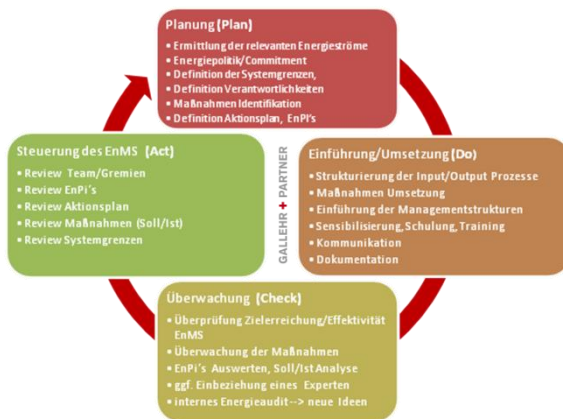 Planung (Plan)
▪ Ermittlung der relevanten Energieströme
▪ Energiepolitik/Commitment
▪ Definition der Systemgrenzen,
▪ Definition Verantwortlichkeiten
▪ Maßnahmen Identifikation
▪ Definition Aktionsplan, EnPI's
Steuerung des EnMS (Act)
▪ Review Team/Gremien
▪ Review EnPi's
▪ Review Aktionsplan
▪ Review Maßnahmen (Soll/Ist)
▪ Review Systemgrenzen
GALLEHR + PARTNER
Einführung/Umsetzung (Do)
▪ Strukturierung der Input/Output Prozesse
▪ Maßnahmen Umsetzung
▪ Einführung der Managementstrukturen
▪ Sensibilisierung, Schulung, Training
▪ Kommunikation
▪ Dokumentation
Überwachung (Check)
▪ Überprüfung Zielerreichung/Effektivität
EnMS
▪ Überwachung der Maßnahmen
▪ EnPi's Auswerten, Soll/Ist Analyse
▪ ggf. Einbeziehung eines Experten
▪ internes Energieaudit--> neue Ideen